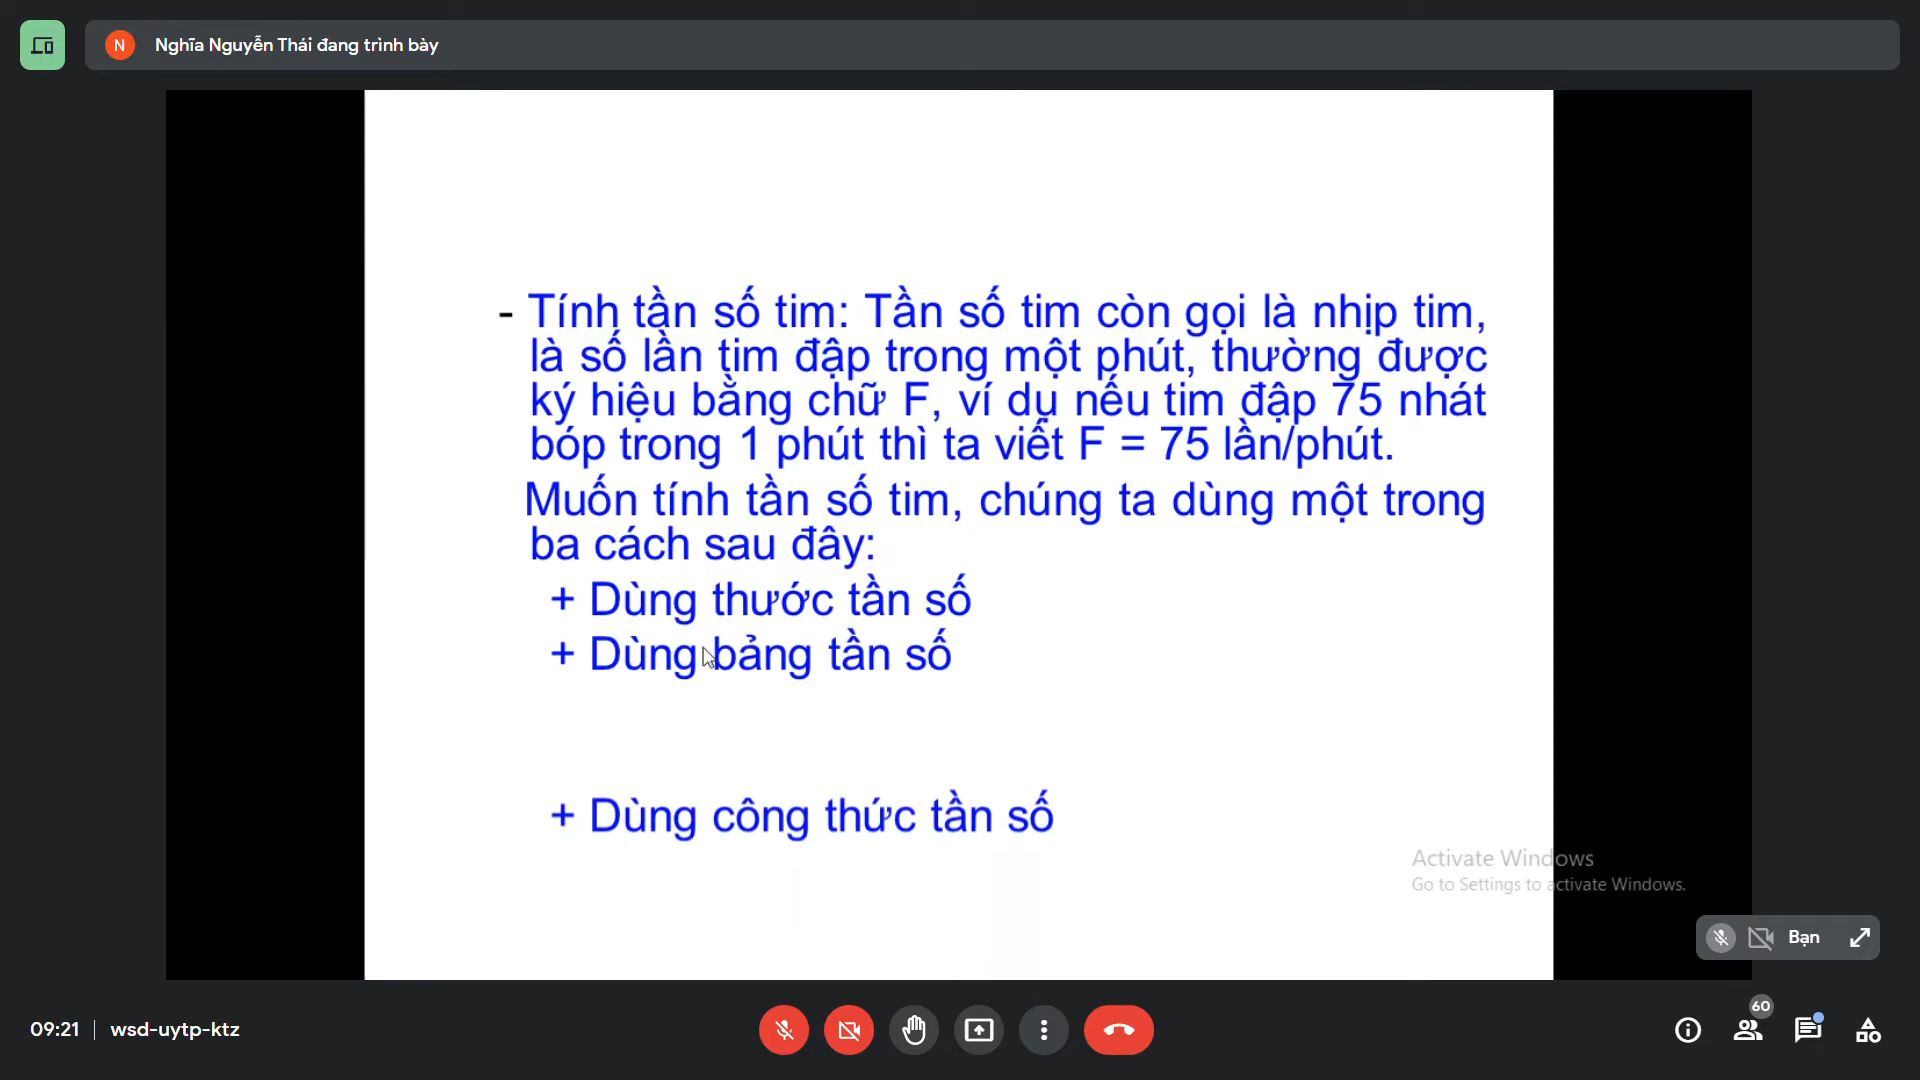 N
Nghĩa Nguyễn Thái đang trình bày
- Tính tần số tim: Tần số tim còn gọi là nhịp tim,
là số lần tim đập trong một phút, thường được
ký hiệu bằng chữ F, ví dụ nếu tim đập 75 nhát
bóp trong 1 phút thì ta viết F = 75 lần/phút.
Muốn tính tần số tim, chúng ta dùng một trong
ba cách sau đây:
+ Dùng thước tần số
+ Dùng bảng tần số
+ Dùng công thức tần số
Activate Windows
Go to Settings to activate Windows.
Bạn
09:21 | wsd-uytp-ktz
60